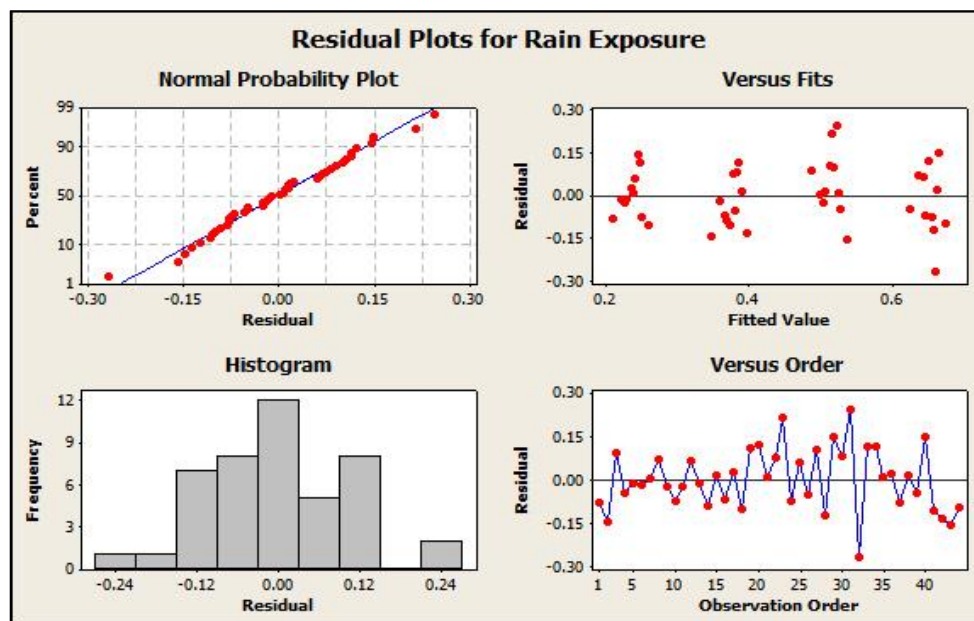 Residual Plots for Rain Exposure
Normal Probability Plot
99
90
50
10
1
Percent
-0.30 -0.15 0.00 0.15 0.30
Residual
Versus Fits
0.30
0.15
0.00
-0.15
-0.30
Residual
0.2 0.4 0.6
Fitted Value
Histogram
12
9
6
3
0
Frequency
-0.24 -0.12 0.00 0.12 0.24
Residual
Versus Order
0.30
0.15
0.00
-0.15
-0.30
Residual
1 5 10 15 20 25 30 35 40
Observation Order